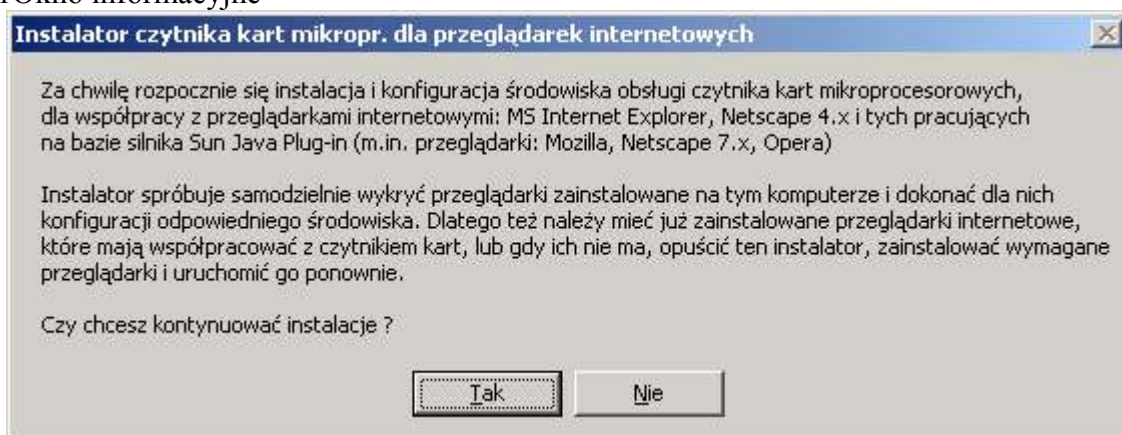 Okno informacyjne
Instalator czytnika kart mikropr. dla przeglądarek internetowych
Za chwilę rozpocznie się instalacja i konfiguracja środowiska obsługi czytnika kart mikroprocesorowych,
dla współpracy z przeglądarkami internetowymi: MS Internet Explorer, Netscape 4.x i tych pracujących
na bazie silnika Sun Java Plug-in (m.in. przeglądarki: Mozilla, Netscape 7.x, Opera)
Instalator spróbuje samodzielnie wykryć przeglądarki zainstalowane na tym komputerze i dokonać dla nich
konfiguracji odpowiedniego środowiska. Dlatego też należy mieć już zainstalowane przeglądarki internetowe,
które mają współpracować z czytnikiem kart, lub gdy ich nie ma, opuścić ten instalator, zainstalować wymagane
przeglądarki i uruchomić go ponownie.
Czy chcesz kontynuować instalacje ?
Tak
Nie